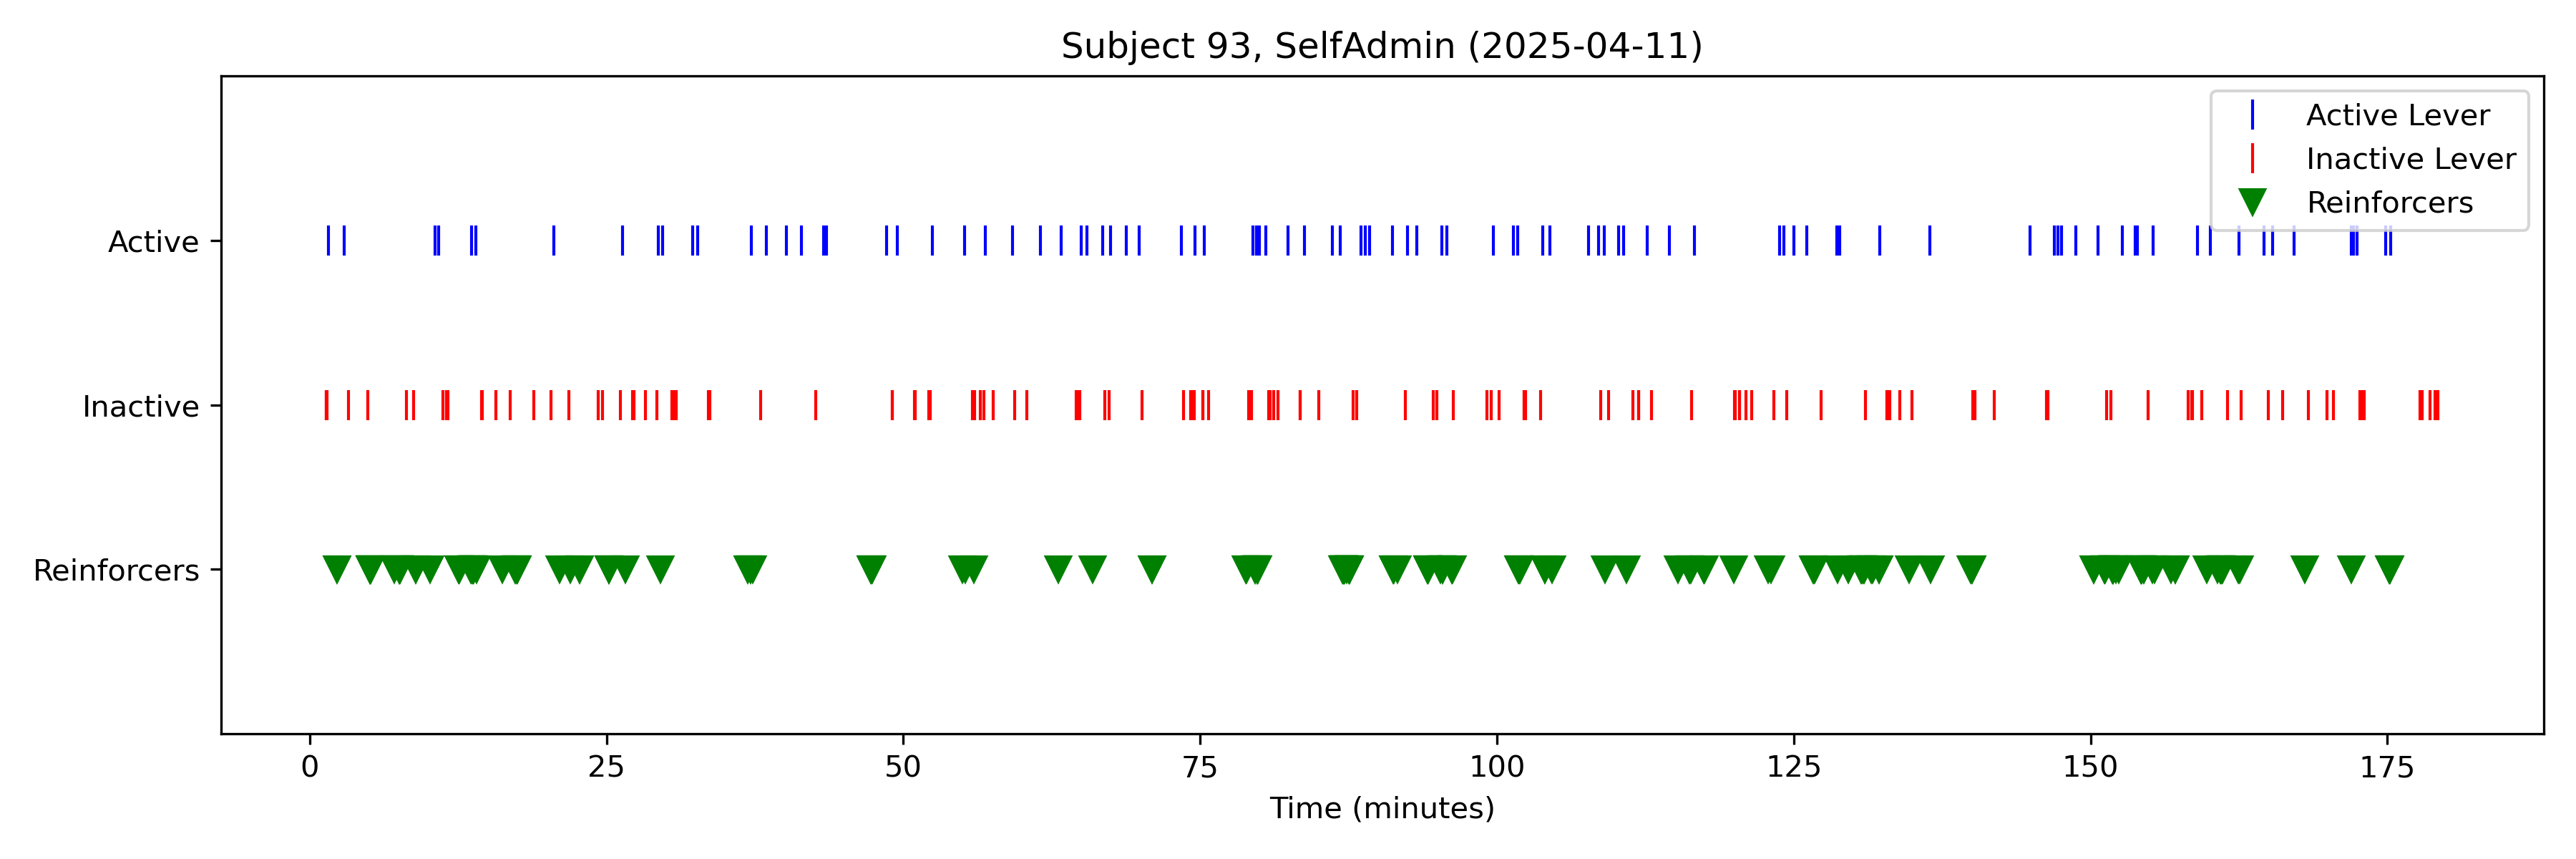 Subject 93, SelfAdmin (2025-04-11)
Active Lever
Inactive Lever
Reinforcers
Active
Inactive
Reinforcers
0 25 50 75 100 125 150 175
Time (minutes)